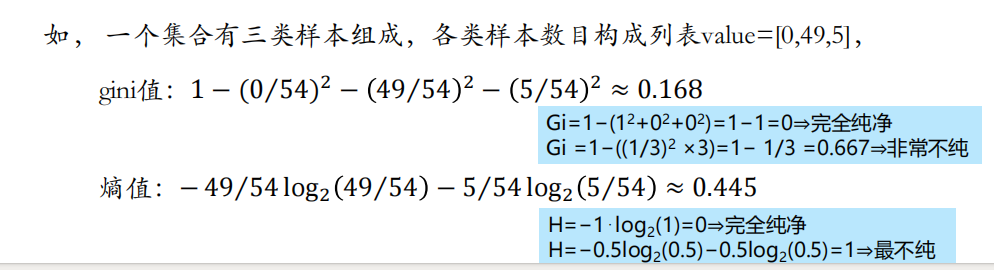 如， 一个集合有三类样本组成，各类样本数目构成列表value=[0,49,5]，
gini值：1 − (0/54)² − (49/54)² − (5/54)² ≈ 0.168
Gi=1−(1²+0²+0²)=1−1=0⇒完全纯净
Gi =1−((1/3)² ×3)=1− 1/3 =0.667⇒非常不纯
熵值：− 49/54 log₂(49/54) − 5/54 log₂(5/54) ≈ 0.445
H=−1·log₂(1)=0⇒完全纯净
H=−0.5log₂(0.5)−0.5log₂(0.5)=1⇒最不纯